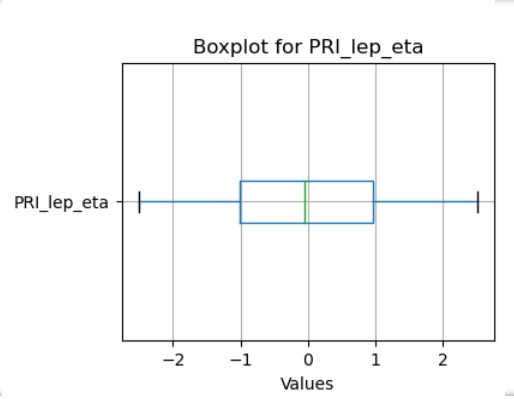 Boxplot for PRI_lep_eta
PRI_lep_eta
−2 −1 0 1 2
Values